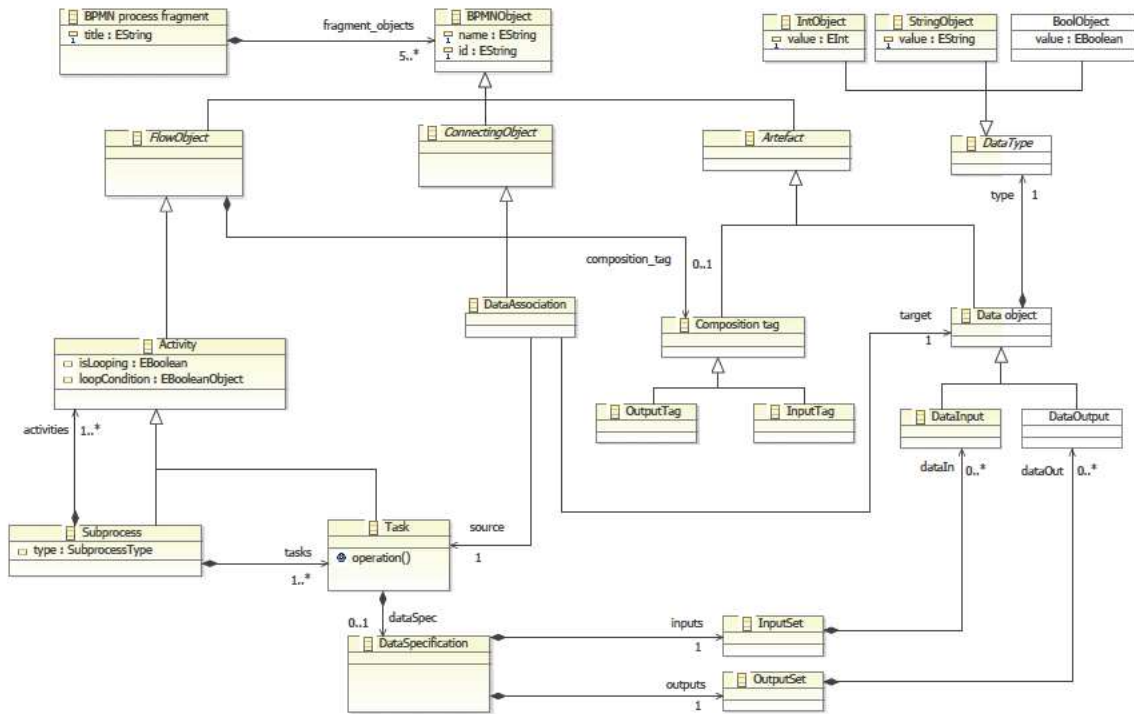 BPMN process fragment
title : EString
fragment_objects
5..*
BPMNObject
name : EString
id : EString
IntObject
value : EInt
StringObject
value : EString
BoolObject
value : EBoolean
FlowObject
ConnectingObject
Artefact
DataType
type
1
composition_tag
0..1
DataAssociation
Composition tag
target
1
Data object
Activity
isLooping : EBoolean
loopCondition : EBooleanObject
OutputTag
InputTag
DataInput
DataOutput
activities
1..*
dataIn
0..*
dataOut
0..*
Subprocess
type : SubprocessType
tasks
1..*
Task
operation()
source
1
0..1
dataSpec
DataSpecification
inputs
1
InputSet
outputs
1
OutputSet